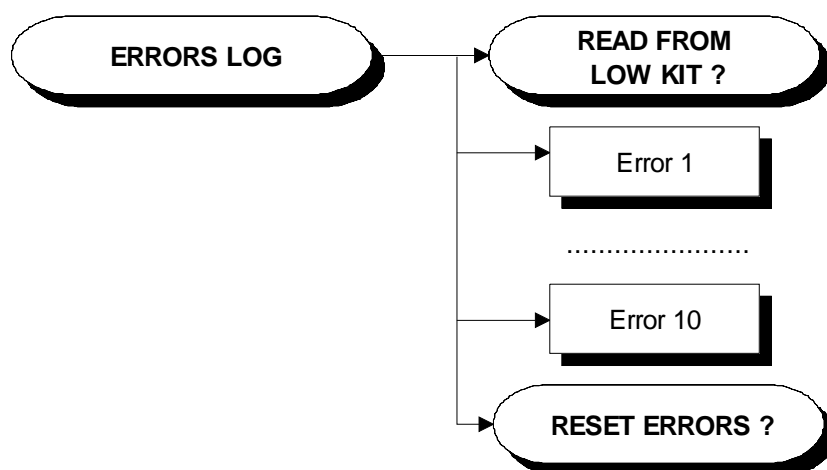 ERRORS LOG
READ FROM
LOW KIT ?
Error 1
.......................
Error 10
RESET ERRORS ?